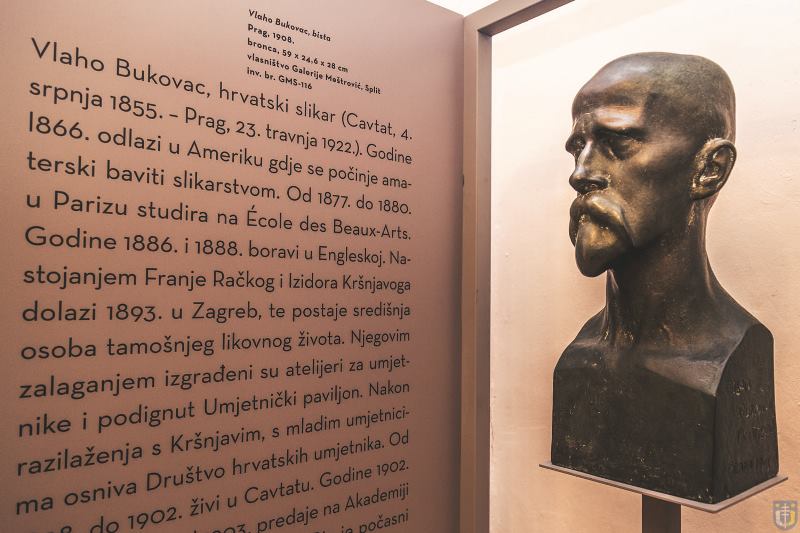 Vlaho Bukovac, bista
Prag, 1908.
bronca, 59 x 24,6 x 28 cm
vlasništvo Galerije Meštrović, Split
inv. br. GMS-116
Vlaho Bukovac, hrvatski slikar (Cavtat, 4.
srpnja 1855. – Prag, 23. travnja 1922.). Godine
1866. odlazi u Ameriku gdje se počinje ama-
terski baviti slikarstvom. Od 1877. do 1880.
u Parizu studira na École des Beaux-Arts.
Godine 1886. i 1888. boravi u Engleskoj. Na-
stojanjem Franje Račkog i Izidora Kršnjavoga
dolazi 1893. u Zagreb, te postaje središnja
osoba tamošnjeg likovnog života. Njegovim
zalaganjem izgrađeni su atelijeri za umjet-
nike i podignut Umjetnički paviljon. Nakon
razilaženja s Kršnjavim, s mladim umjetnici-
ma osniva Društvo hrvatskih umjetnika. Od
do 1902. živi u Cavtatu. Godine 1902.
predaje na Akademiji
počasni